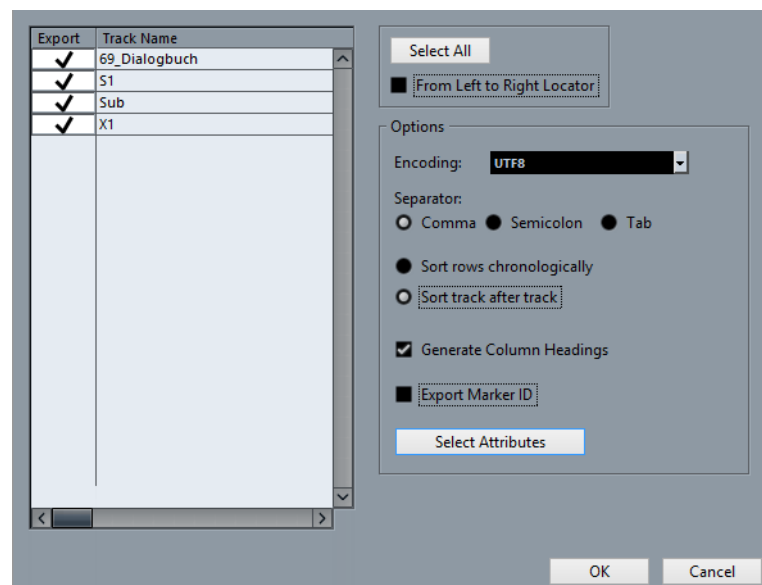 Export Track Name
69_Dialogbuch
S1
Sub
X1
Select All
From Left to Right Locator
Options
Encoding: UTF8
Separator:
Comma Semicolon Tab
Sort rows chronologically
Sort track after track
Generate Column Headings
Export Marker ID
Select Attributes
OK Cancel